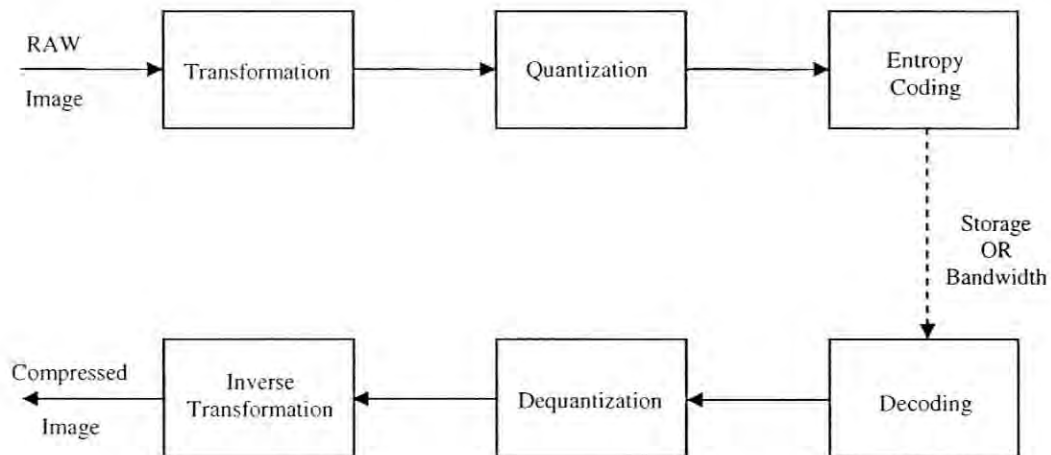 RAW
Image
Transformation
Quantization
Entropy
Coding
Storage
OR
Bandwidth
Compressed
Image
Inverse
Transformation
Dequantization
Decoding